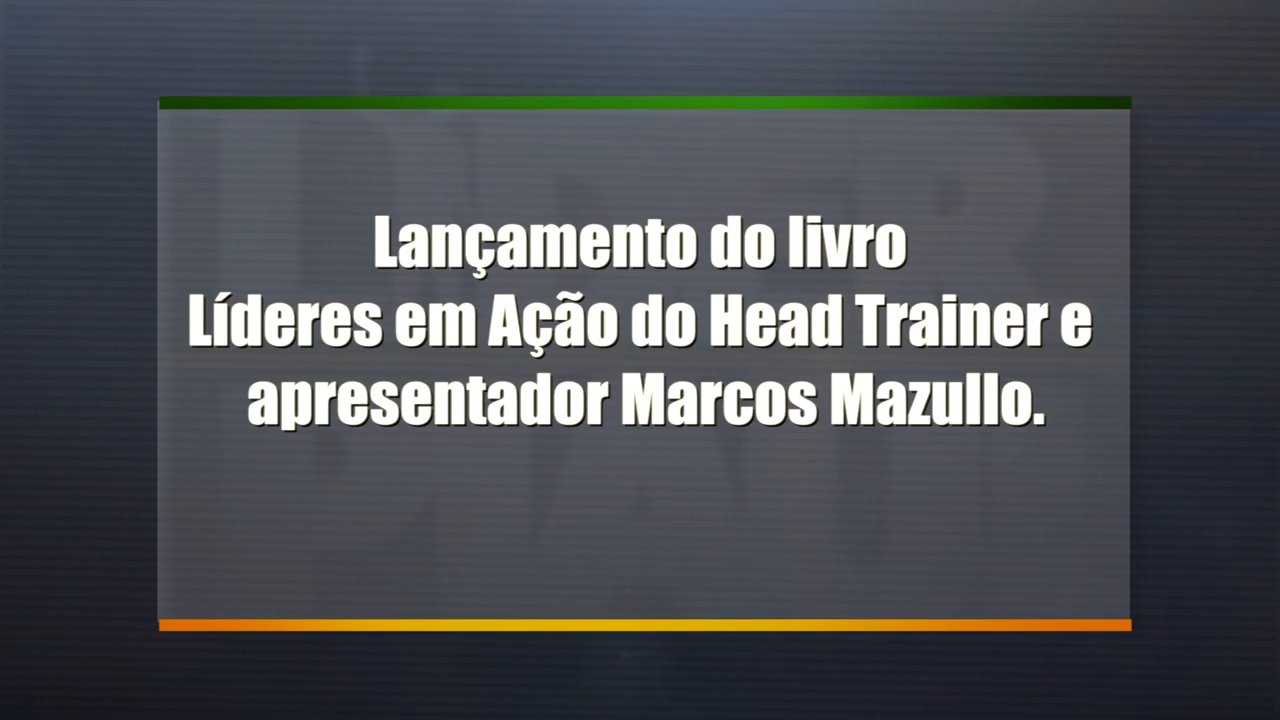 Lançamento do livro
Líderes em Ação do Head Trainer e
apresentador Marcos Mazullo.